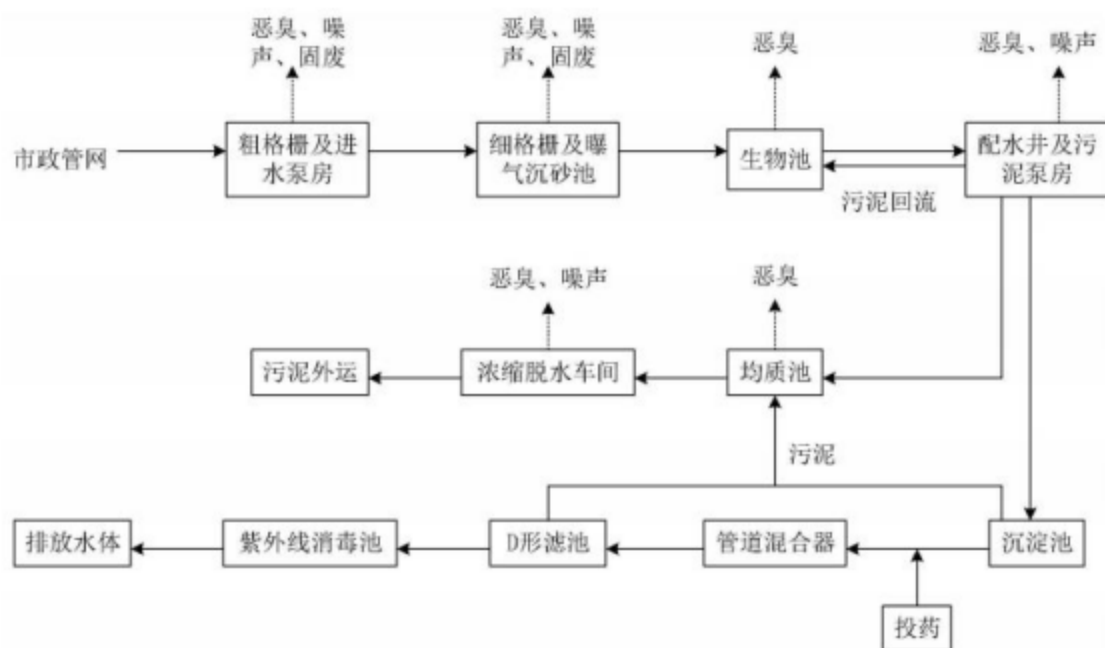 恶臭、噪
声、固废
恶臭、噪
声、固废
恶臭
恶臭、噪声
市政管网
粗格栅及进
水泵房
细格栅及曝
气沉砂池
生物池
配水井及污
泥泵房
污泥回流
恶臭、噪声
恶臭
污泥外运
浓缩脱水车间
均质池
污泥
排放水体
紫外线消毒池
D形滤池
管道混合器
沉淀池
投药